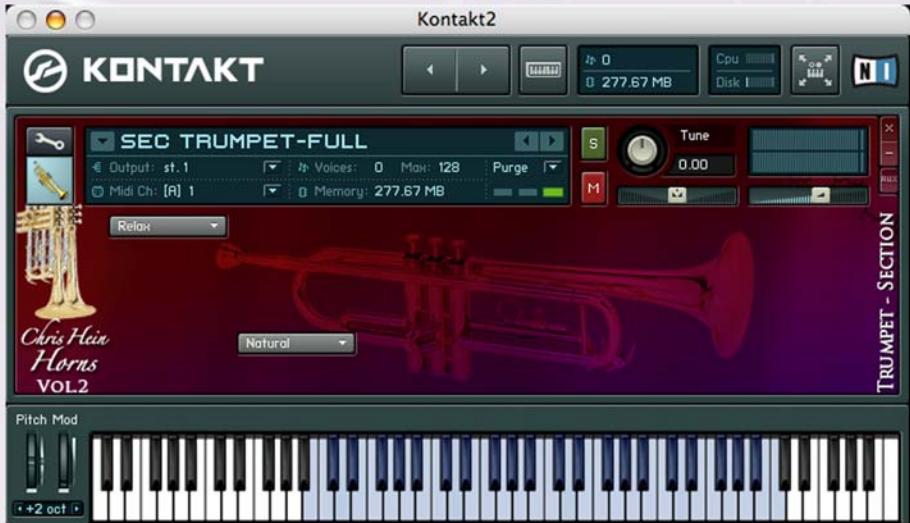 Kontakt2
KONTAKT
0
277.67 MB
Cpu
Disk
NI
SEC TRUMPET-FULL
Output: st.1
Voices: 0 Max: 128 Purge
Midi Ch: [A] 1
Memory: 277.67 MB
S
M
Tune
0.00
×
AUX
Relax
Natural
Chris Hein
Horns
VOL.2
TRUMPET - SECTION
Pitch Mod
+2 oct